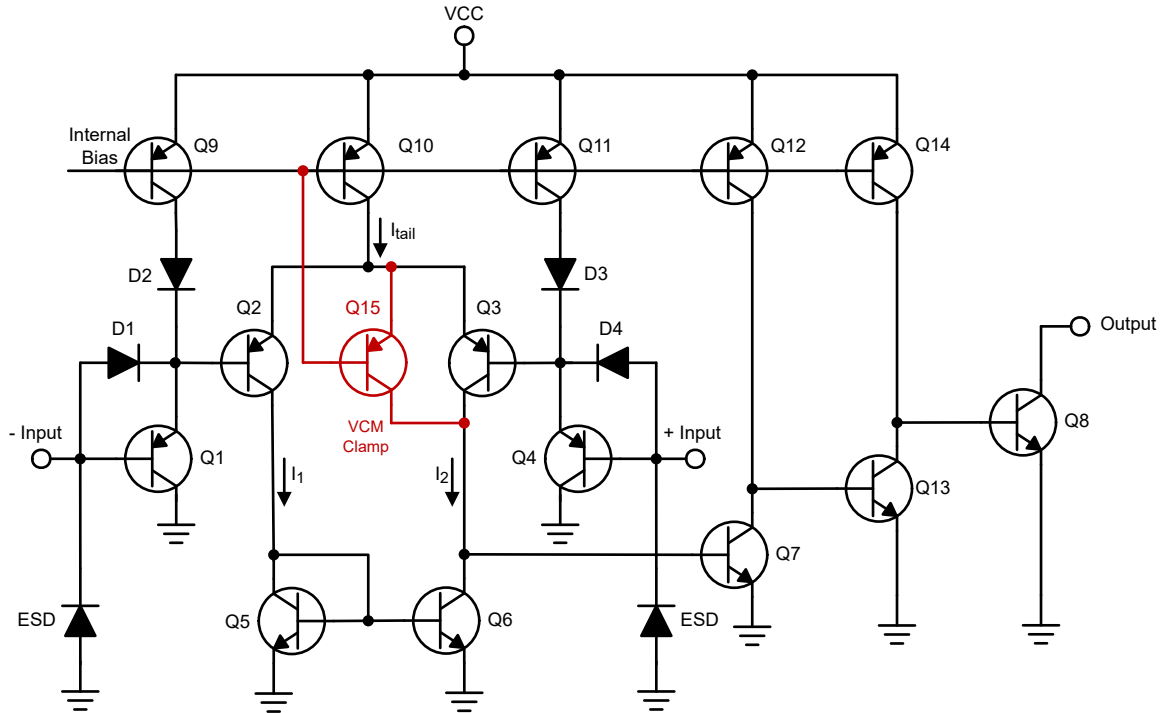 VCC
Internal
Bias
Q9
Q10
Q11
Q12
Q14
Itail
D2
D3
Q2
Q15
Q3
D1
D4
Output
VCM
Clamp
- Input
Q1
I1
I2
Q4
+ Input
Q8
Q13
Q7
ESD
Q5
Q6
ESD